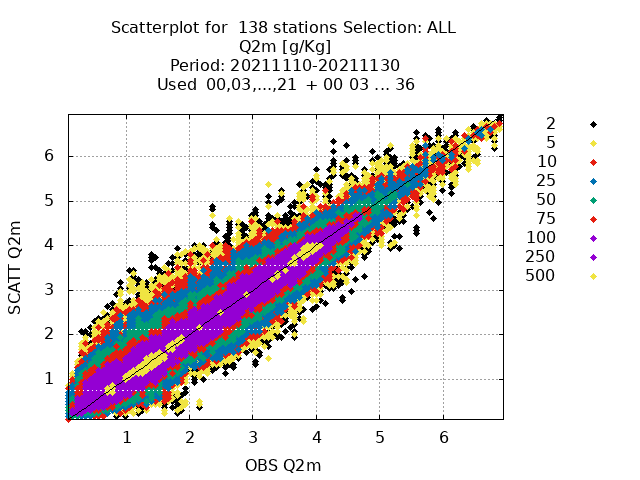 Scatterplot for  138 stations Selection: ALL
Q2m [g/Kg]
Period: 20211110-20211130
Used  00,03,...,21  + 00 03 ... 36
SCATT Q2m
6
5
4
3
2
1
1 2 3 4 5 6
OBS Q2m
2
5
10
25
50
75
100
250
500